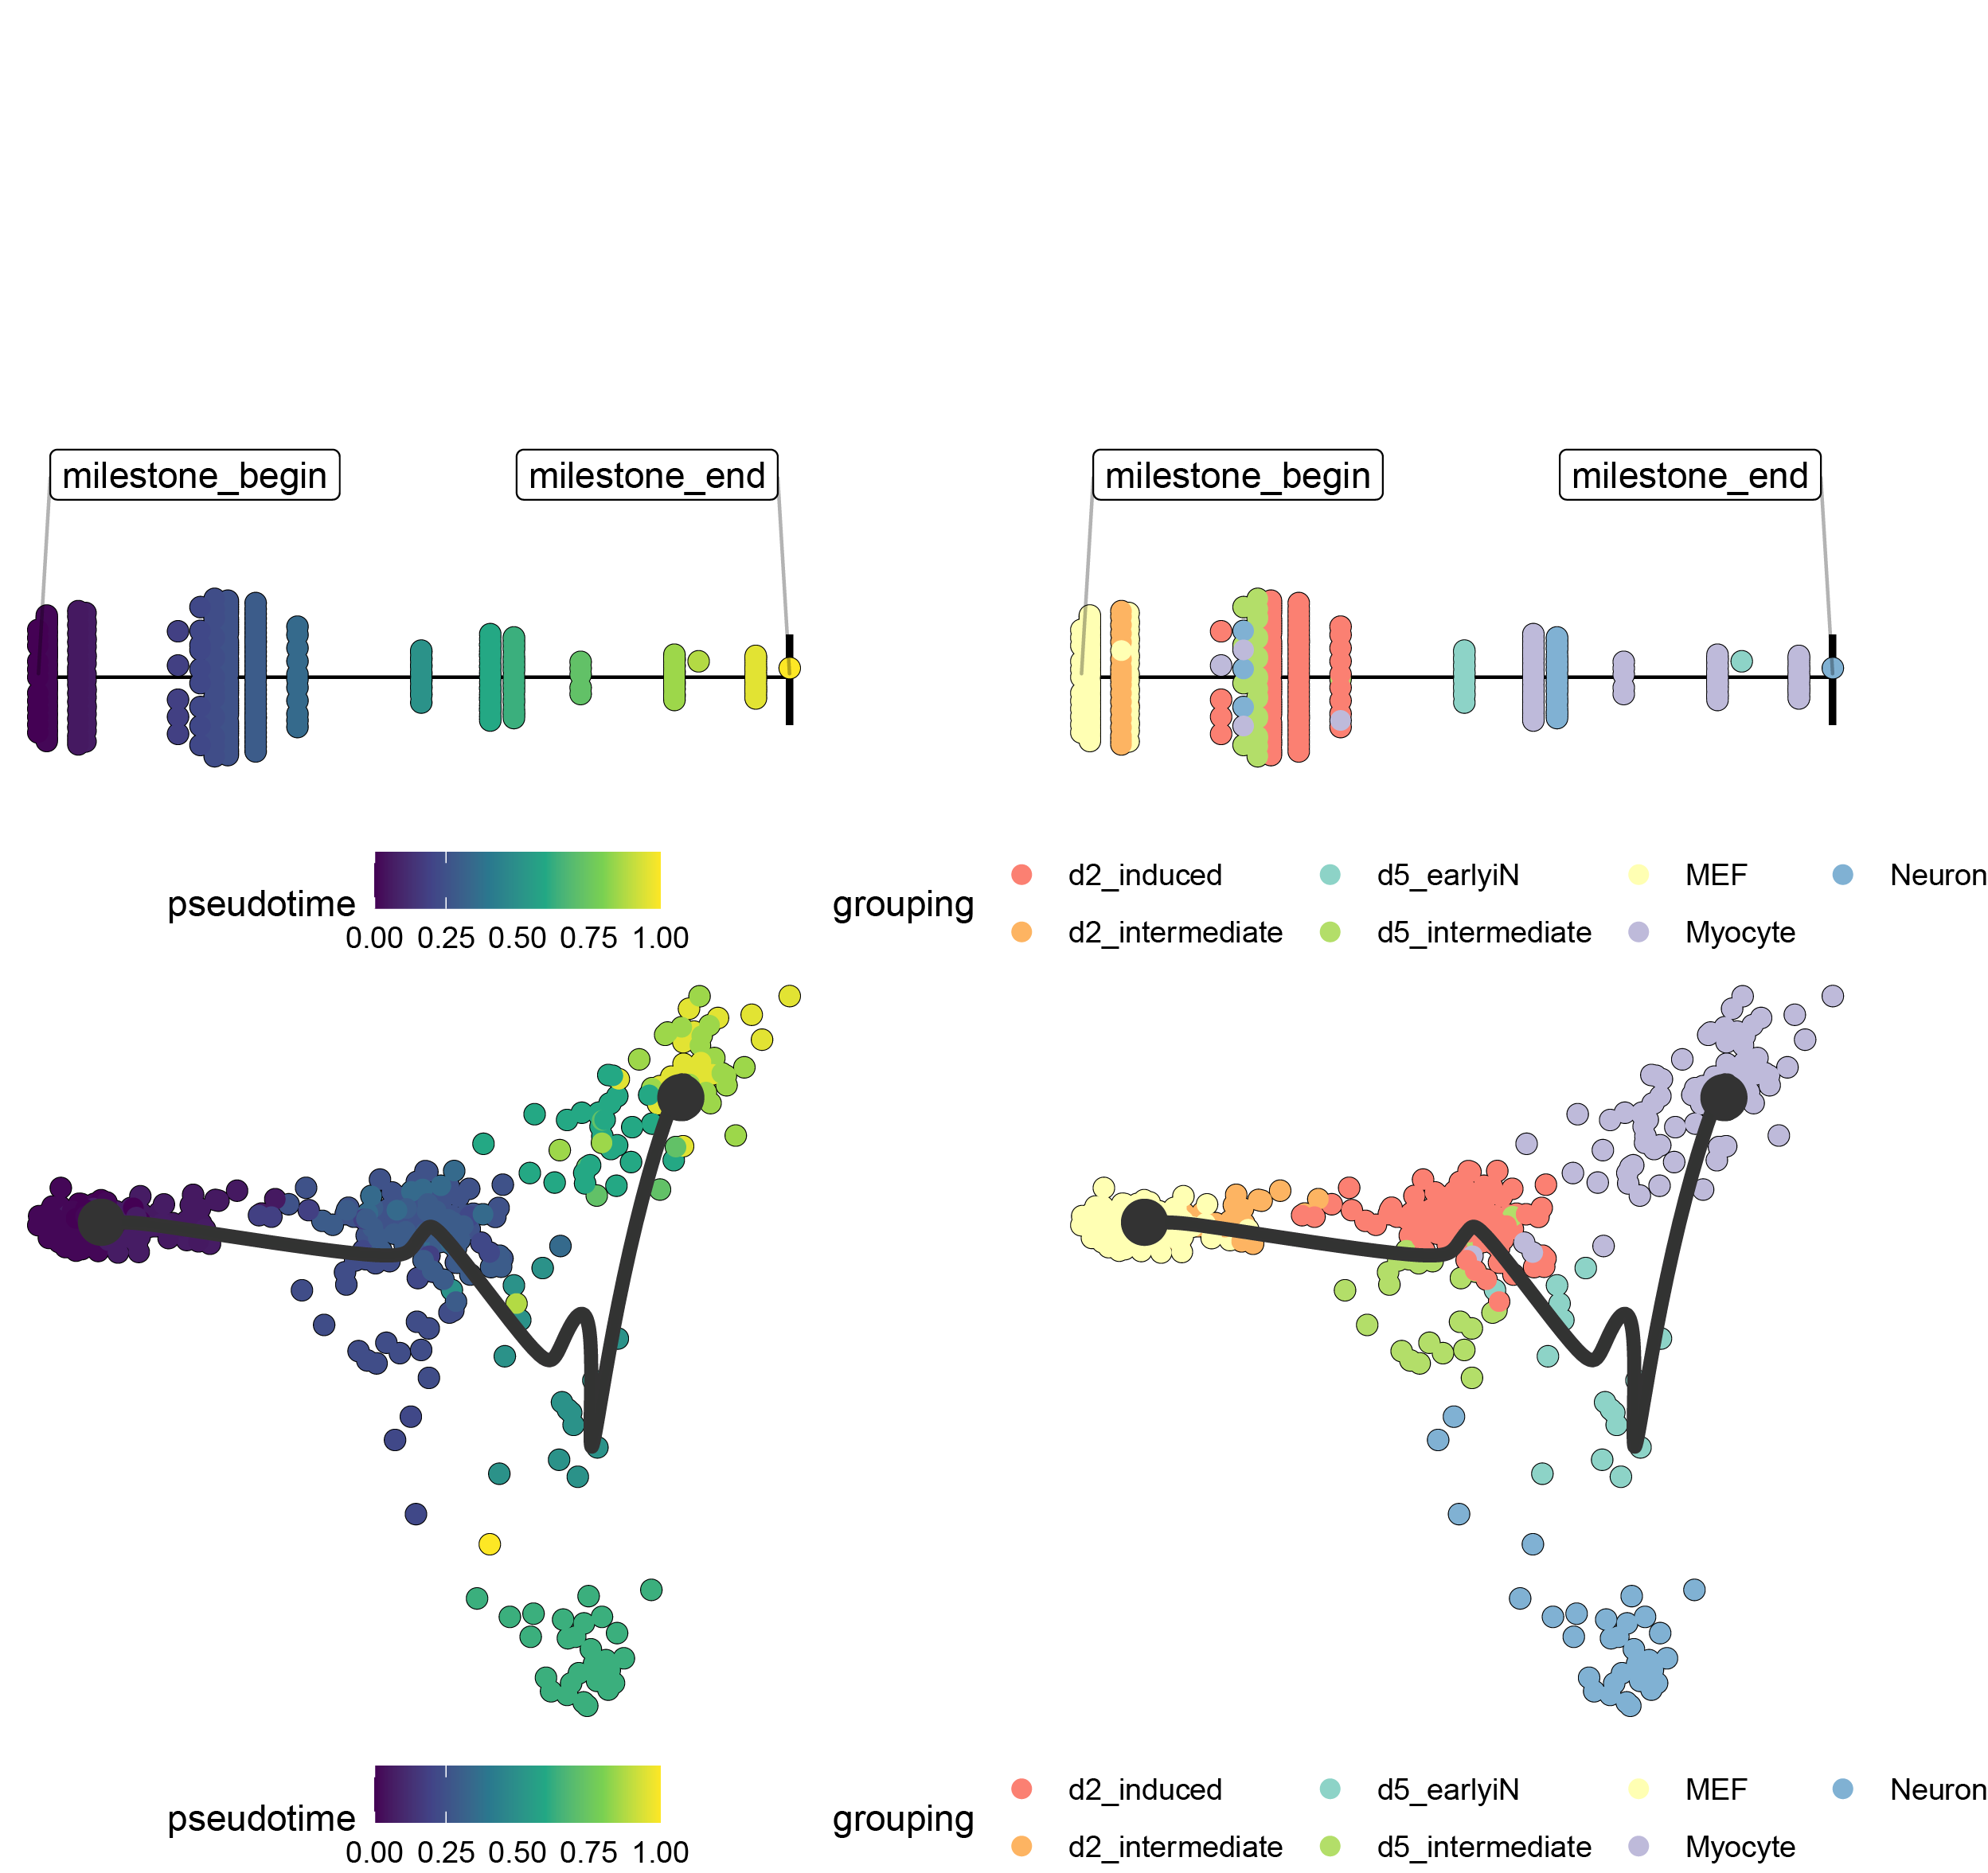 milestone_begin milestone_end milestone_begin milestone_end
pseudotime
0.00 0.25 0.50 0.75 1.00
grouping
d2_induced d5_earlyiN MEF Neuron
d2_intermediate d5_intermediate Myocyte
pseudotime
0.00 0.25 0.50 0.75 1.00
grouping
d2_induced d5_earlyiN MEF Neuron
d2_intermediate d5_intermediate Myocyte